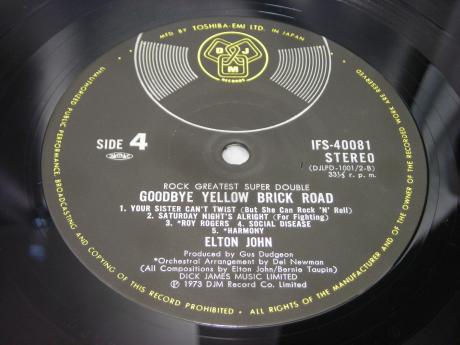 MFD BY TOSHIBA-EMI LTD. IN JAPAN
DJM
Records
UNAUTHORIZED PUBLIC PERFORMANCE, BROADCASTING AND COPYING OF THIS RECORD PROHIBITED • ALL RIGHTS OF THE MANUFACTURER AND OF THE OWNER OF THE RECORDED WORK ARE RESERVED
SIDE 4
IFS-40081
STEREO
(DJLPD-1001/2-B)
33⅓ r.p.m.
ROCK GREATEST SUPER DOUBLE
GOODBYE YELLOW BRICK ROAD
1. YOUR SISTER CAN'T TWIST (But She Can Rock 'N' Roll)
2. SATURDAY NIGHT'S ALRIGHT (For Fighting)
3. *ROY ROGERS 4. SOCIAL DISEASE
5. *HARMONY
ELTON JOHN
Produced by Gus Dudgeon
*Orchestral Arrangement by Del Newman
(All Compositions by Elton John/Bernie Taupin)
DICK JAMES MUSIC LIMITED
Ⓟ 1973 DJM Record Co. Limited